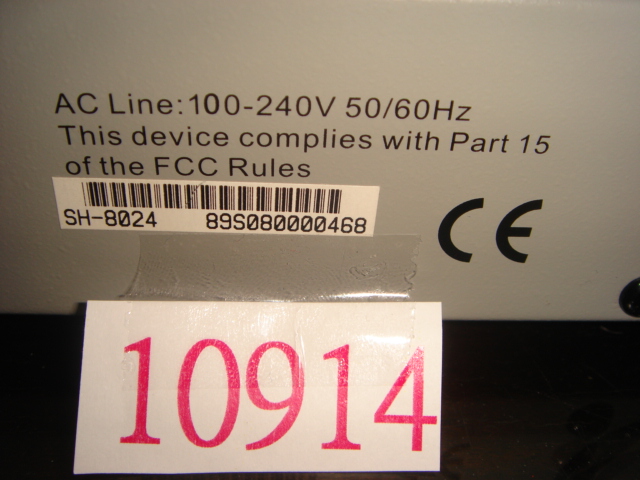 AC Line:100-240V 50/60Hz
This device complies with Part 15
of the FCC Rules
SH-8024 89S080000468
CE
10914